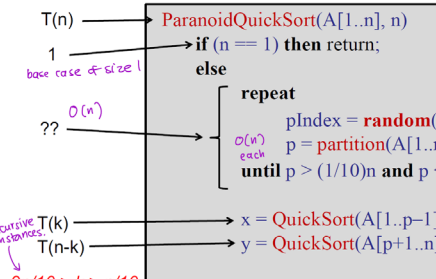 T(n) ParanoidQuickSort(A[1..n], n)
1 if (n == 1) then return;
base case of size 1
else
O(n)
repeat
pIndex = random(
??
O(n)
each
p = partition(A[1..n
until p > (1/10)n and p
cursive
T(k) x = QuickSort(A[1..p–1]
instances.
T(n-k) y = QuickSort(A[p+1..n]